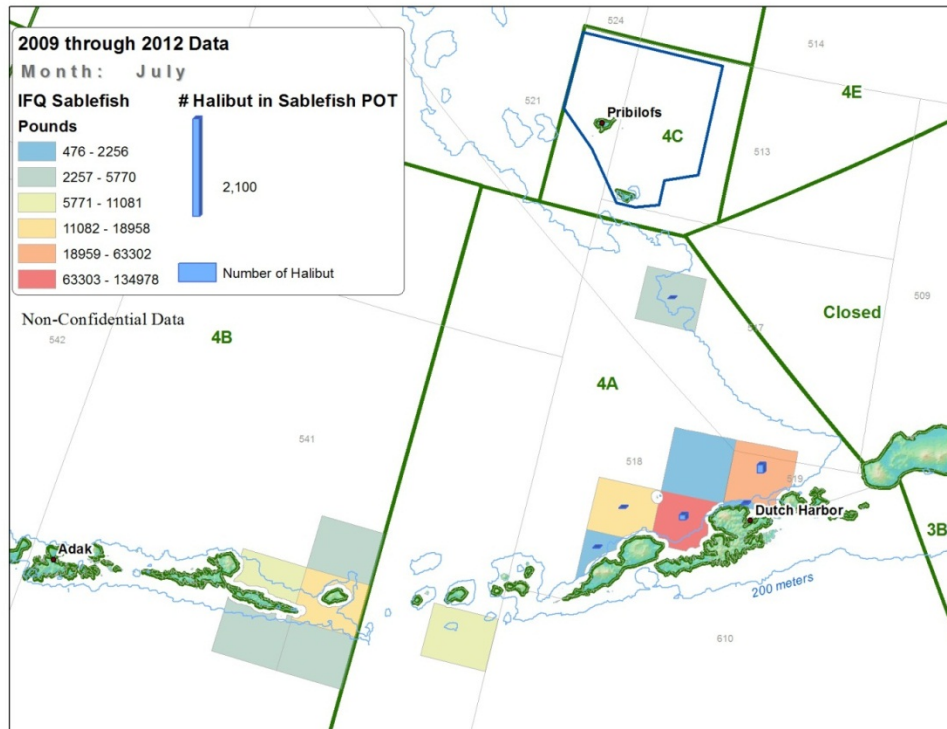 2009 through 2012 Data
Month: July
IFQ Sablefish
Pounds
476 - 2256
2257 - 5770
5771 - 11081
11082 - 18958
18959 - 63302
63303 - 134978
# Halibut in Sablefish POT
2,100
Number of Halibut
Non-Confidential Data
524
514
521
4E
Pribilofs
4C
513
509
Closed
542
4B
517
4A
541
518
519
Dutch Harbor
3B
Adak
200 meters
610